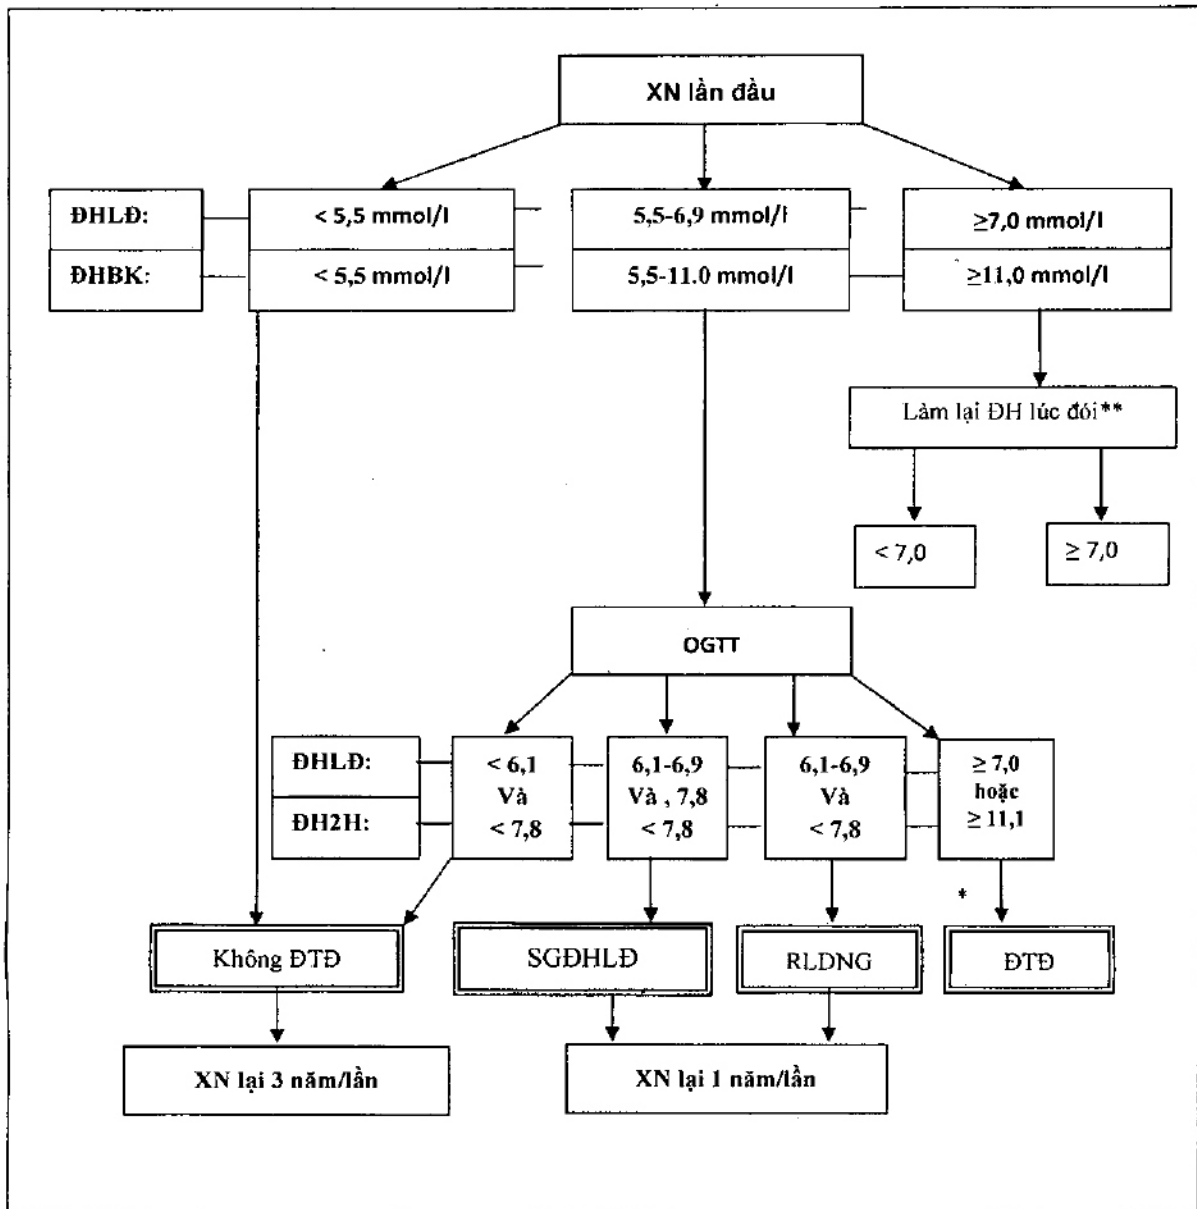 XN lần đầu
ĐHLĐ:
< 5,5 mmol/l
5,5-6,9 mmol/l
≥7,0 mmol/l
ĐHBK:
< 5,5 mmol/l
5,5-11.0 mmol/l
≥11,0 mmol/l
Làm lại ĐH lúc đói**
< 7,0
≥ 7,0
OGTT
ĐHLĐ:
ĐH2H:
< 6,1
Và
< 7,8
6,1-6,9
Và , 7,8
< 7,8
6,1-6,9
Và
< 7,8
≥ 7,0
hoặc
≥ 11,1
*
Không ĐTĐ
SGĐHLĐ
RLDNG
ĐTĐ
XN lại 3 năm/lần
XN lại 1 năm/lần